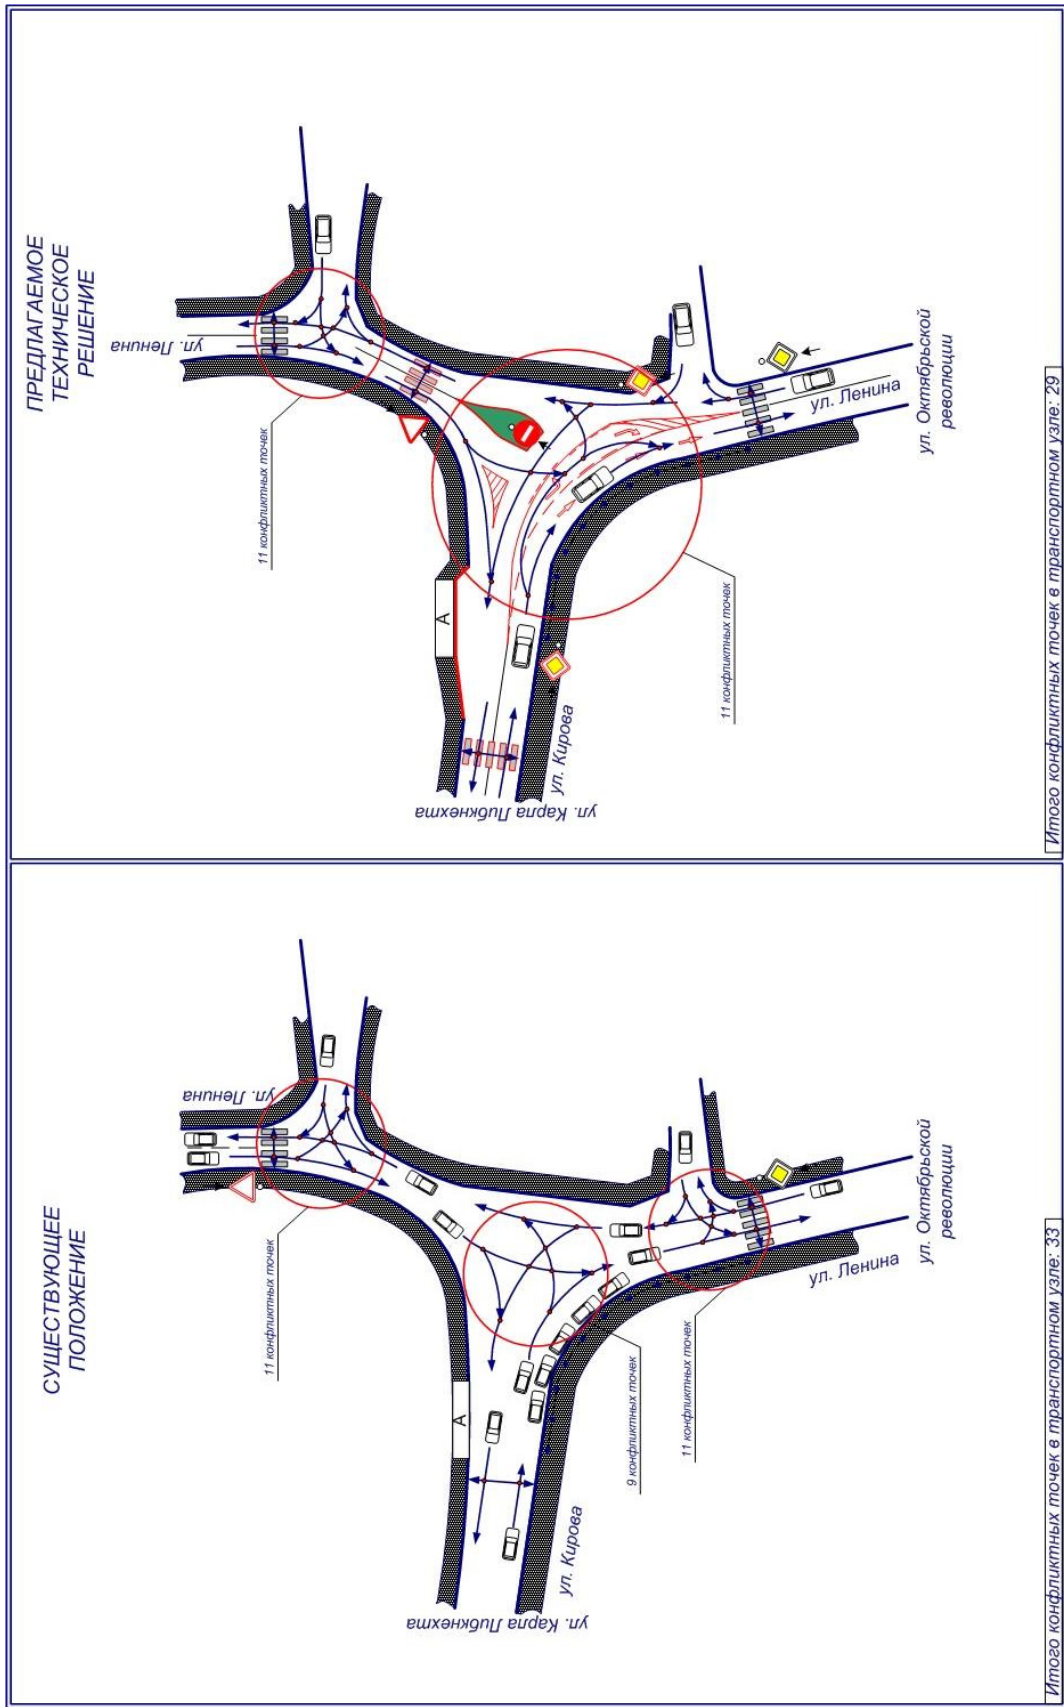 СУЩЕСТВУЮЩЕЕ
ПОЛОЖЕНИЕ
ул. Ленина
11 конфликтных точек
А
9 конфликтных точек
11 конфликтных точек
ул. Кирова
ул. Карла Либкнехта
ул. Ленина
ул. Октябрьской
революции
Итого конфликтных точек в транспортном узле: 33
ПРЕДЛАГАЕМОЕ
ТЕХНИЧЕСКОЕ
РЕШЕНИЕ
ул. Ленина
11 конфликтных точек
А
11 конфликтных точек
ул. Кирова
ул. Карла Либкнехта
ул. Ленина
ул. Октябрьской
революции
Итого конфликтных точек в транспортном узле: 29